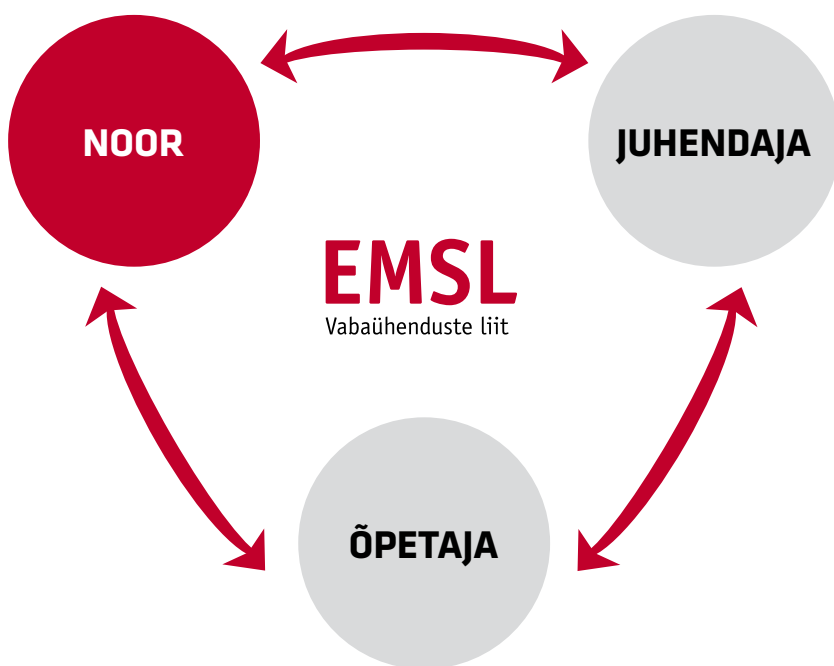 NOOR
JUHENDAJA
EMSL
Vabaühenduste liit
ÕPETAJA